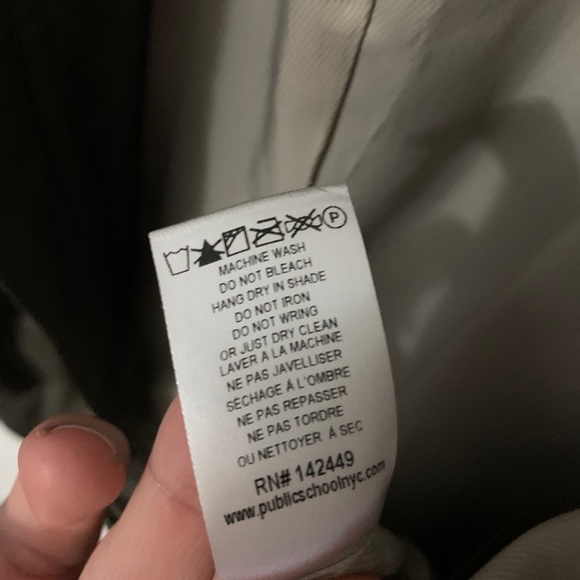 P
MACHINE WASH
DO NOT BLEACH
HANG DRY IN SHADE
DO NOT IRON
DO NOT WRING
OR JUST DRY CLEAN
LAVER À LA MACHINE
NE PAS JAVELLISER
SÉCHAGE À L'OMBRE
NE PAS REPASSER
NE PAS TORDRE
OU NETTOYER À SEC
RN# 142449
www.publicschoolnyc.com